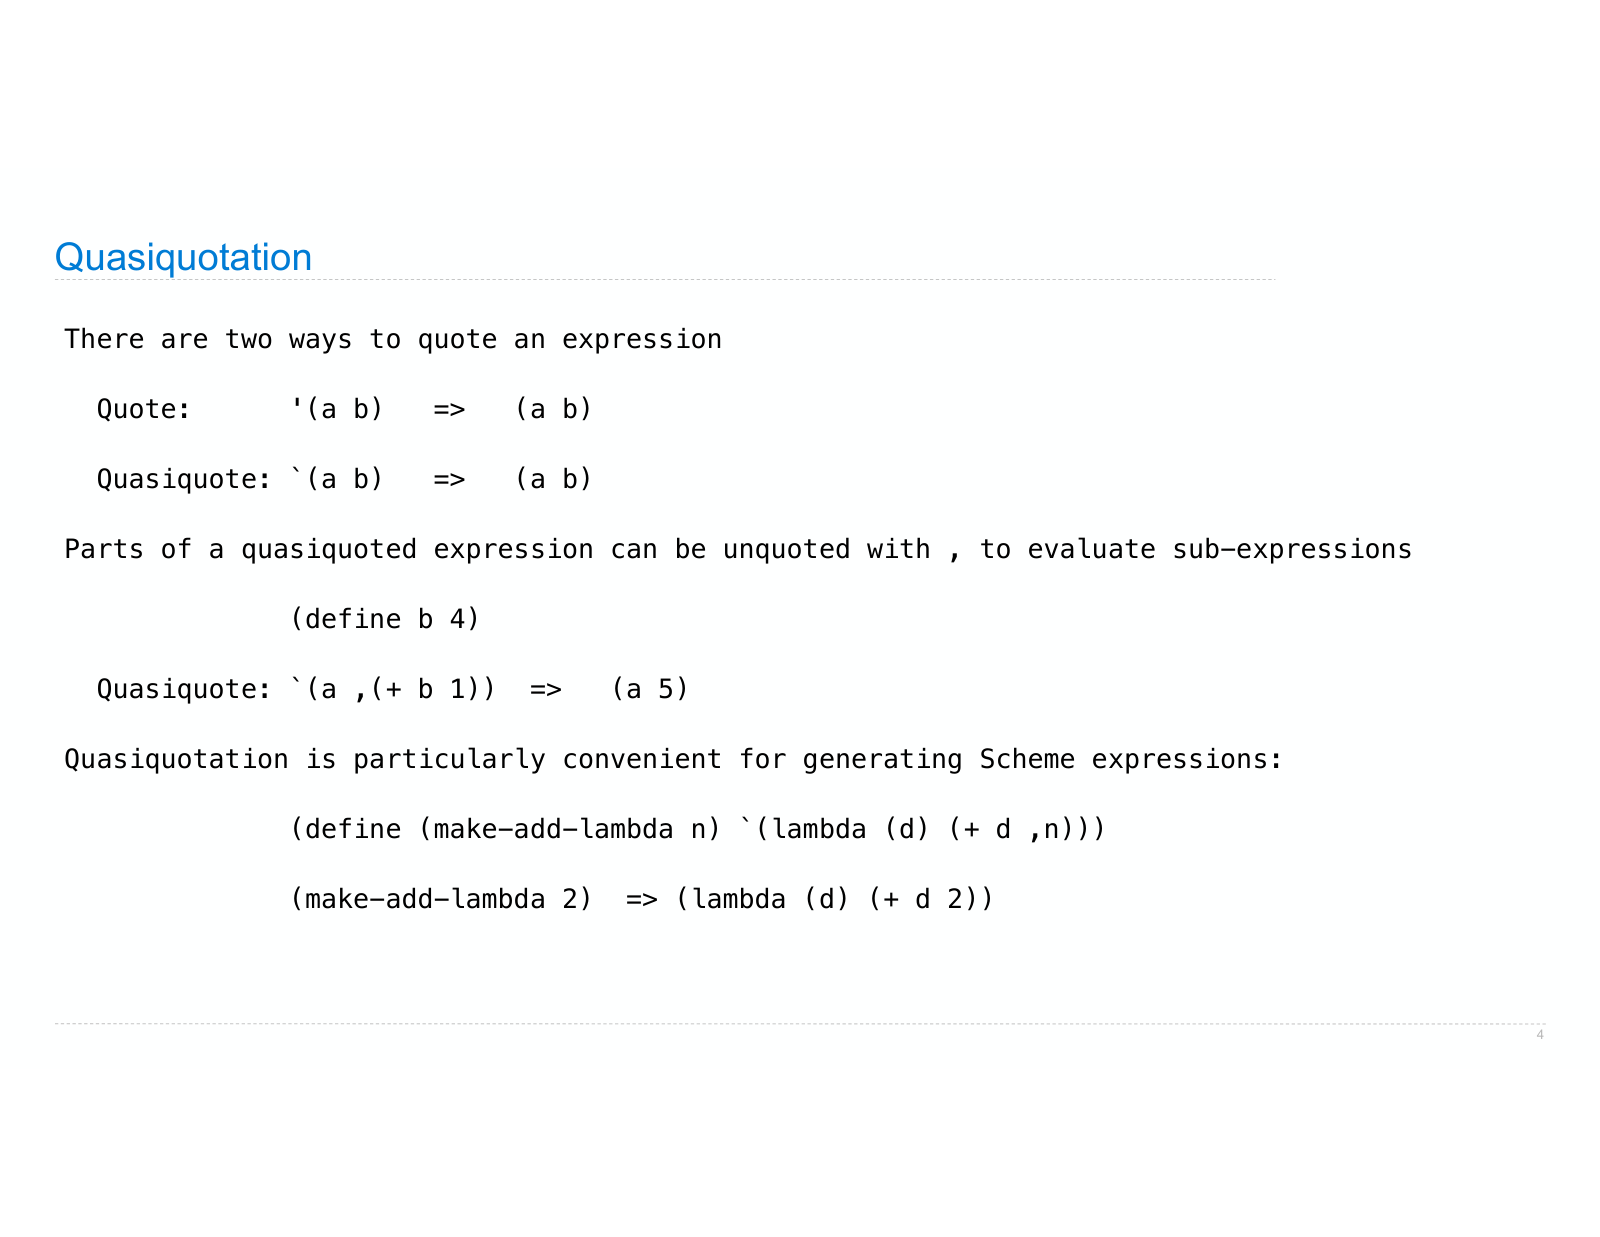 Quasiquotation
There are two ways to quote an expression
Quote: '(a b) => (a b)
Quasiquote: `(a b) => (a b)
Parts of a quasiquoted expression can be unquoted with , to evaluate sub-expressions
(define b 4)
Quasiquote: `(a ,(+ b 1)) => (a 5)
Quasiquotation is particularly convenient for generating Scheme expressions:
(define (make-add-lambda n) `(lambda (d) (+ d ,n)))
(make-add-lambda 2) => (lambda (d) (+ d 2))
4